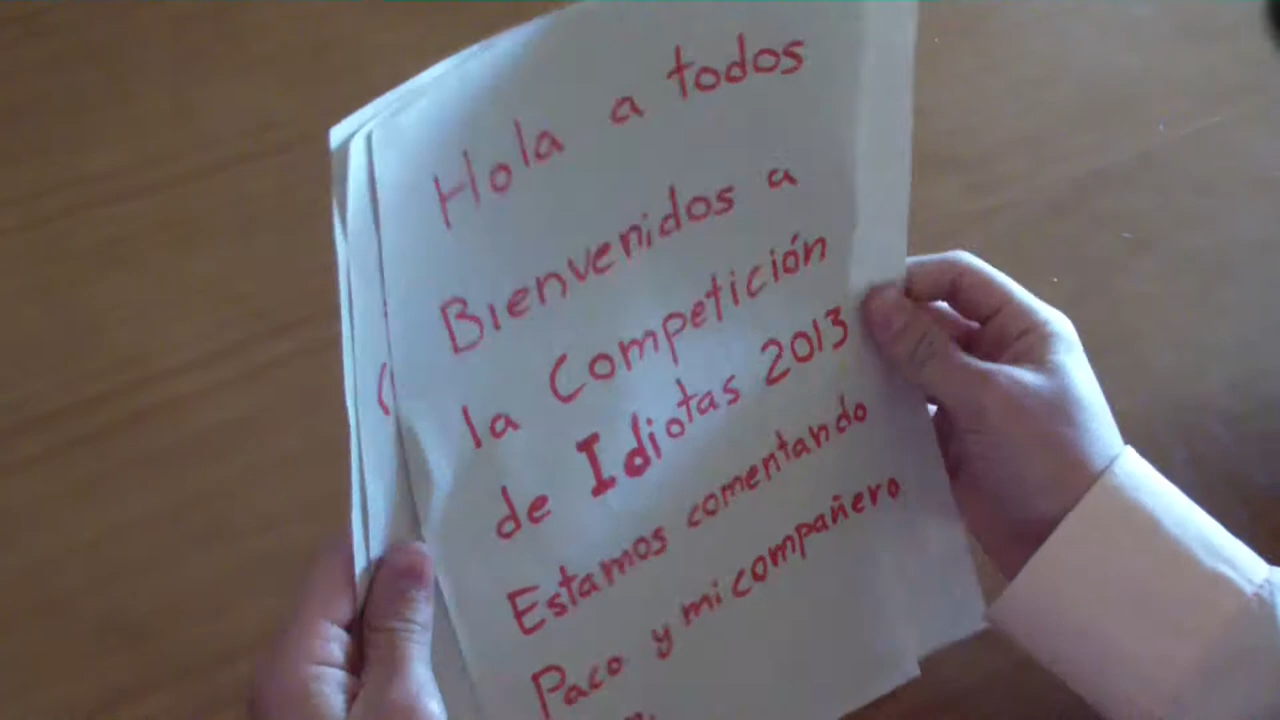 Hola a todos
Bienvenidos a
la Competición
de Idiotas 2013
Estamos comentando
Paco y mi compañero